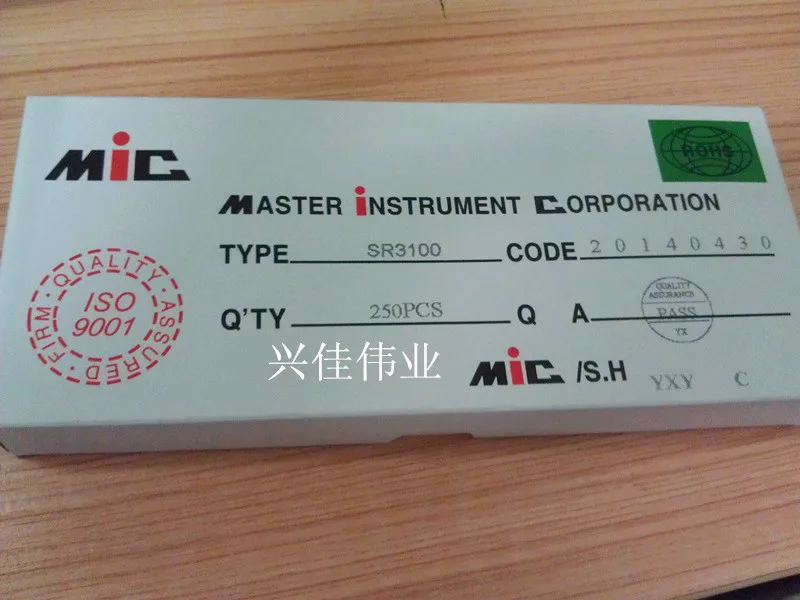 MiC
ROHS
MASTER iNSTRUMENT CORPORATION
TYPE SR3100 CODE 20140430
FIRM · QUALITY · ASSURED ·
ISO
9001
Q'TY 250PCS Q A
QUALITY
ASSURANCE
PASS
YX
兴佳伟业
MiC /S.H YXY C